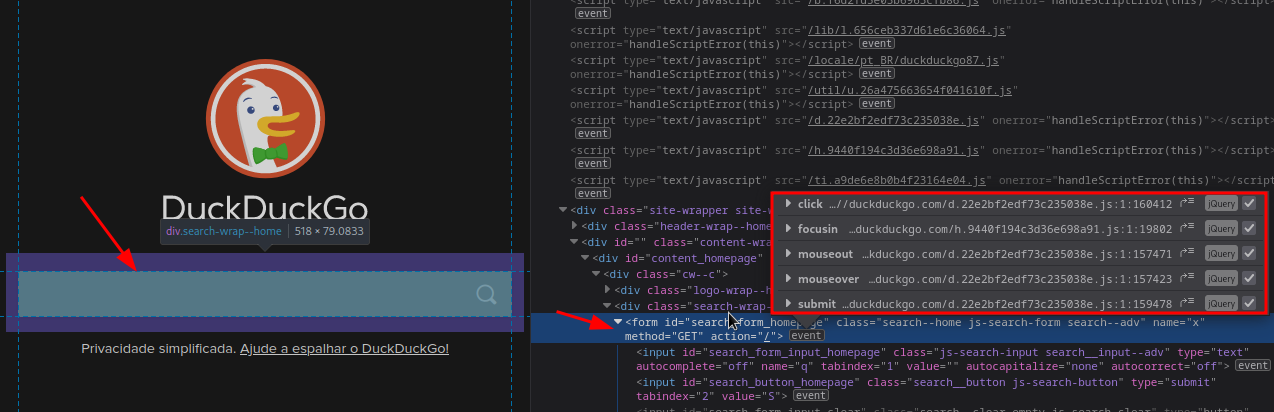 DuckDuckGo
div.search-wrap--home | 518 × 79.0833
Privacidade simplificada. Ajude a espalhar o DuckDuckGo!
event
<script type="text/javascript" src="/lib/l.656ceb337d61e6c36064.js"
onerror="handleScriptError(this)"></script> event
<script type="text/javascript" src="/locale/pt_BR/duckduckgo87.js"
onerror="handleScriptError(this)"></script> event
<script type="text/javascript" src="/util/u.26a475663654f041610f.js"
onerror="handleScriptError(this)"></script> event
<script type="text/javascript" src="/d.22e2bf2edf73c235038e.js" onerror="handleScriptError(this)"></script>
event
<script type="text/javascript" src="/h.9440f194c3d36e698a91.js" onerror="handleScriptError(this)"></script>
event
<script type="text/javascript" src="/ti.a9de6e8b0b4f23164e04.js" onerror="handleScriptError(this)"></script>
event
<div class="site-wrapper site-w
<div class="header-wrap--home
<div id="" class="content-wra
<div id="content_homepage"
<div class="cw--c">
<div class="logo-wrap--h
<div class="search-wrap-
click …//duckduckgo.com/d.22e2bf2edf73c235038e.js:1:160412 jQuery
focusin …duckduckgo.com/h.9440f194c3d36e698a91.js:1:19802 jQuery
mouseout …ckduckgo.com/d.22e2bf2edf73c235038e.js:1:157471 jQuery
mouseover …duckduckgo.com/d.22e2bf2edf73c235038e.js:1:157423 jQuery
submit …duckduckgo.com/d.22e2bf2edf73c235038e.js:1:159478 jQuery
<form id="search_form_homepage" class="search--home js-search-form search--adv" name="x"
method="GET" action="/"> event
<input id="search_form_input_homepage" class="js-search-input search__input--adv" type="text"
autocomplete="off" name="q" tabindex="1" value="" autocapitalize="none" autocorrect="off"> event
<input id="search_button_homepage" class="search__button js-search-button" type="submit"
tabindex="2" value="S"> event